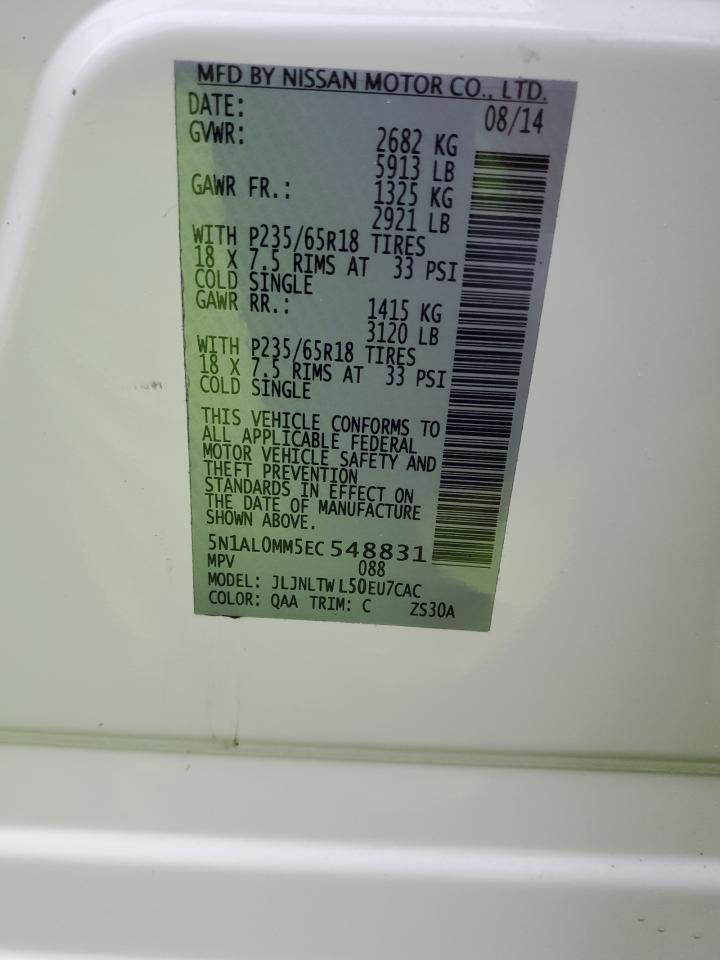 MFD BY NISSAN MOTOR CO., LTD.
DATE: 08/14
GVWR: 2682 KG
5913 LB
GAWR FR.: 1325 KG
2921 LB
WITH P235/65R18 TIRES
18 X 7.5 RIMS AT 33 PSI
COLD SINGLE
GAWR RR.: 1415 KG
3120 LB
WITH P235/65R18 TIRES
18 X 7.5 RIMS AT 33 PSI
COLD SINGLE
THIS VEHICLE CONFORMS TO
ALL APPLICABLE FEDERAL
MOTOR VEHICLE SAFETY AND
THEFT PREVENTION
STANDARDS IN EFFECT ON
THE DATE OF MANUFACTURE
SHOWN ABOVE.
5N1AL0MM5EC 548831
MPV 088
MODEL: JLJNLTW L50EU7CAC
COLOR: QAA TRIM: C ZS30A